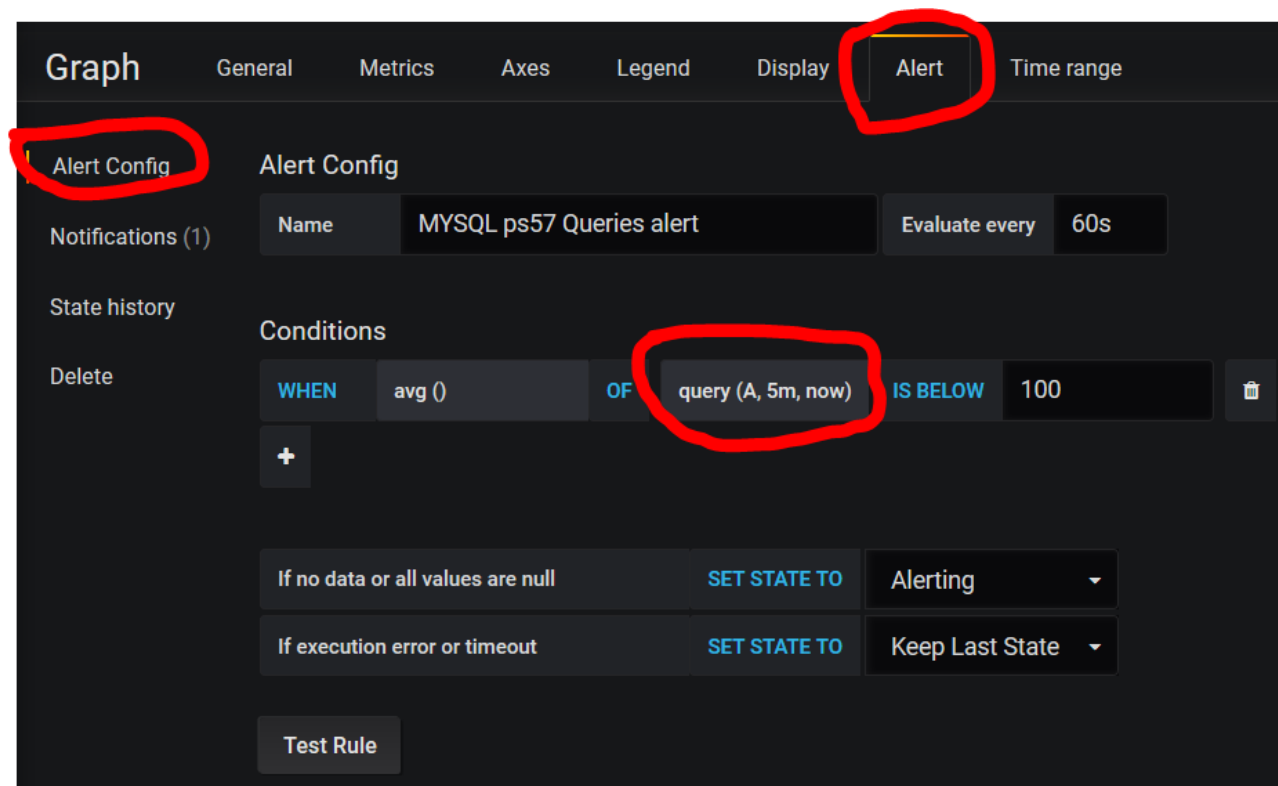 Graph General Metrics Axes Legend Display Alert Time range
Alert Config
Notifications (1)
State history
Delete
Alert Config
Name MYSQL ps57 Queries alert Evaluate every 60s
Conditions
WHEN avg () OF query (A, 5m, now) IS BELOW 100
+
If no data or all values are null SET STATE TO Alerting
If execution error or timeout SET STATE TO Keep Last State
Test Rule